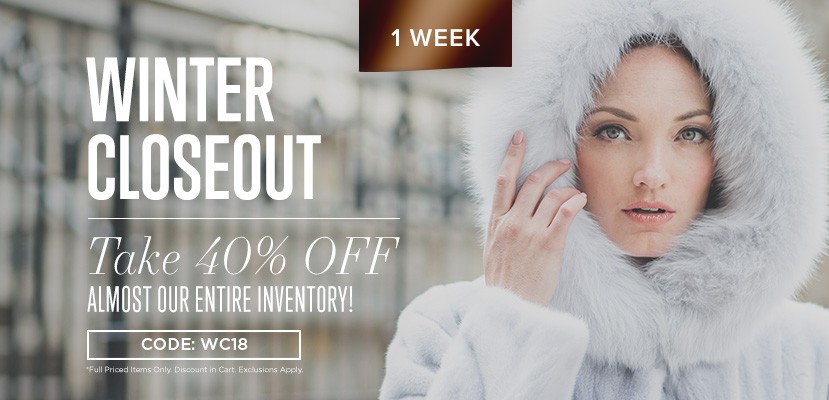 1 WEEK
WINTER
CLOSEOUT
Take 40% OFF
ALMOST OUR ENTIRE INVENTORY!
CODE: WC18
*Full Priced Items Only. Discount in Cart. Exclusions Apply.